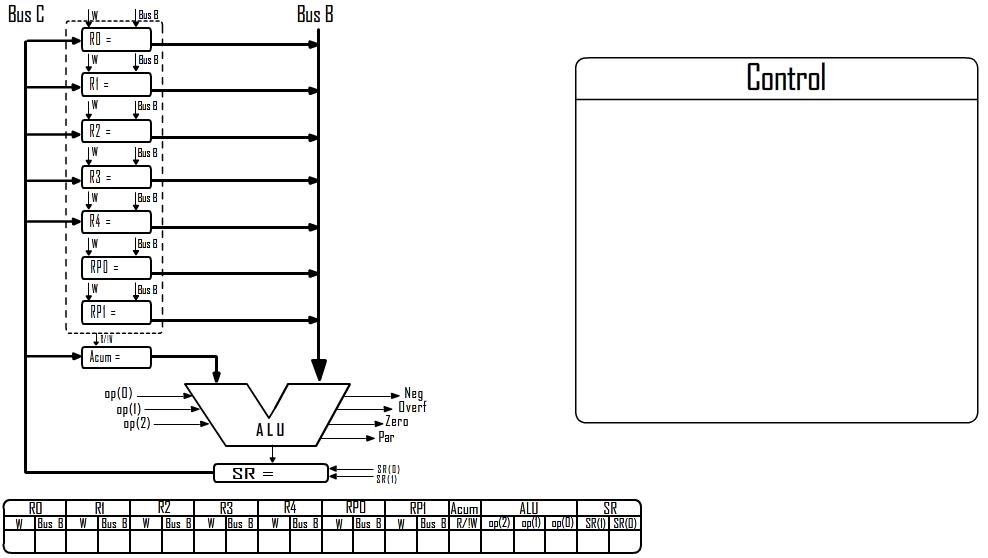 Bus C
Bus B
Control
W Bus B
R0 =
W Bus B
R1 =
W Bus B
R2 =
W Bus B
R3 =
W Bus B
R4 =
W Bus B
RP0 =
W Bus B
RP1 =
R/!W
Acum =
op(0)
op(1)
op(2)
Neg
Overf
Zero
Par
ALU
SR =
SR(0)
SR(1)
R0 R1 R2 R3 R4 RP0 RP1 Acum ALU SR
W Bus B W Bus B W Bus B W Bus B W Bus B W Bus B W Bus B R/!W op(2) op(1) op(0) SR(1) SR(0)